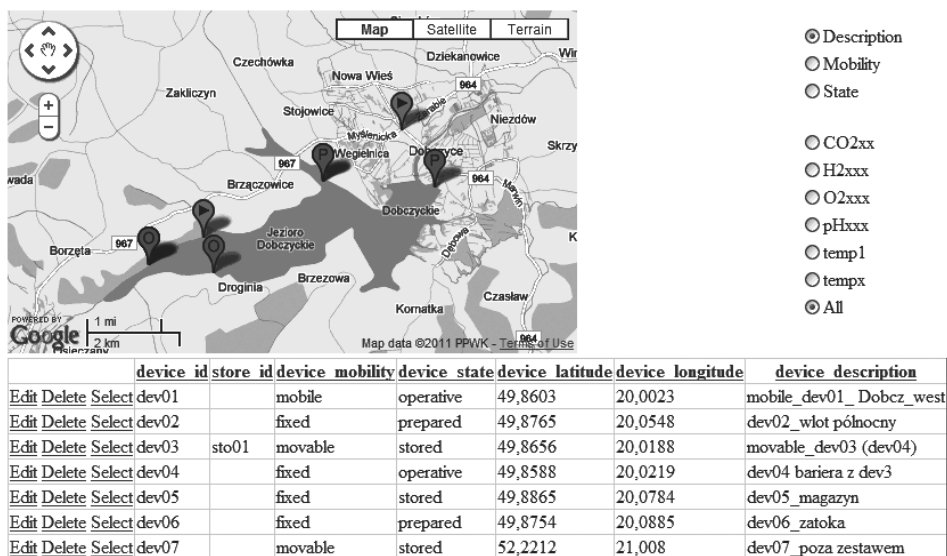 Map Satellite Terrain
Dziekanowice
Czechówka
Nowa Wieś
964
Zakliczyn
Stojowice
Niezdów
Myślenicka
Węgielnica
Skrzy
967
964
wada
Brzączowice
Dobczyckie
Jezioro
Dobczyckie
Dębowa
Borzęta
967
K
Droginia
Brzezowa
Czasław
Kornatka
POWERED BY
Google
1 mi
2 km
964
Map data ©2011 PPWK - Terms of Use
Description
Mobility
State
CO2xx
H2xxx
O2xxx
pHxxx
temp1
tempx
All
device_id store_id device_mobility device_state device_latitude device_longitude device_description
Edit Delete Select dev01 mobile operative 49,8603 20,0023 mobile_dev01_ Dobcz_west
Edit Delete Select dev02 fixed prepared 49,8765 20,0548 dev02_wlot północny
Edit Delete Select dev03 sto01 movable stored 49,8656 20,0188 movable_dev03 (dev04)
Edit Delete Select dev04 fixed operative 49,8588 20,0219 dev04 bariera z dev3
Edit Delete Select dev05 fixed stored 49,8865 20,0784 dev05_magazyn
Edit Delete Select dev06 fixed prepared 49,8754 20,0885 dev06_zatoka
Edit Delete Select dev07 movable stored 52,2212 21,008 dev07_poza zestawem